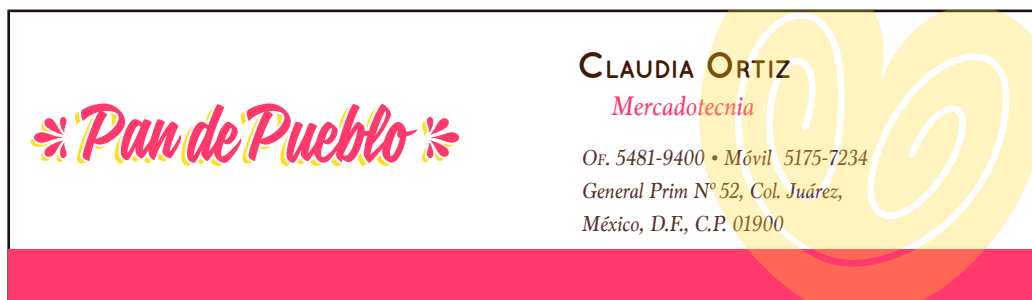 Pan de Pueblo
CLAUDIA ORTIZ
Mercadotecnia
OF. 5481-9400 • Móvil 5175-7234
General Prim Nº 52, Col. Juárez,
México, D.F., C.P. 01900